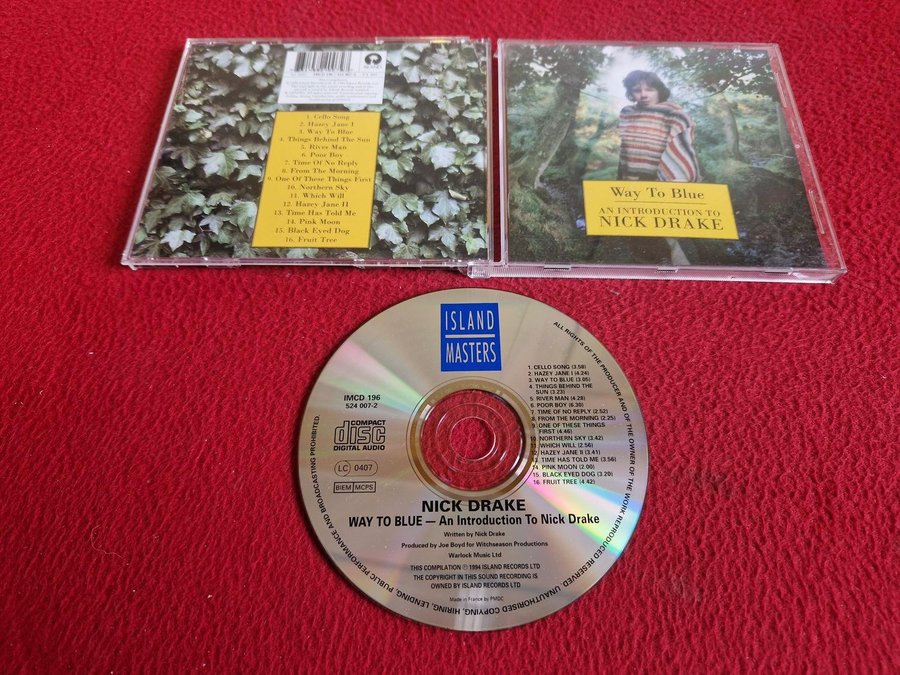 IMCD 196 / 524 007-2
ISLAND
1. Cello Song
2. Hazey Jane I
3. Way To Blue
4. Things Behind The Sun
5. River Man
6. Poor Boy
7. Time Of No Reply
8. From The Morning
9. One Of These Things First
10. Northern Sky
11. Which Will
12. Hazey Jane II
13. Time Has Told Me
14. Pink Moon
15. Black Eyed Dog
16. Fruit Tree
Way To Blue
AN INTRODUCTION TO
NICK DRAKE
ISLAND
MASTERS
IMCD 196
524 007-2
COMPACT
disc
DIGITAL AUDIO
LC 0407
BIEM MCPS
1. CELLO SONG (3.58)
2. HAZEY JANE I (4.24)
3. WAY TO BLUE (3.05)
4. THINGS BEHIND THE
SUN (3.23)
5. RIVER MAN (4.28)
6. POOR BOY (6.30)
7. TIME OF NO REPLY (2.52)
8. FROM THE MORNING (2.25)
9. ONE OF THESE THINGS
FIRST (4.46)
10. NORTHERN SKY (3.42)
11. WHICH WILL (2.56)
12. HAZEY JANE II (3.41)
13. TIME HAS TOLD ME (3.56)
14. PINK MOON (2.00)
15. BLACK EYED DOG (3.20)
16. FRUIT TREE (4.42)
NICK DRAKE
WAY TO BLUE — An Introduction To Nick Drake
Written by Nick Drake
Produced by Joe Boyd for Witchseason Productions
Warlock Music Ltd
THIS COMPILATION ℗ 1994 ISLAND RECORDS LTD
THE COPYRIGHT IN THIS SOUND RECORDING IS
OWNED BY ISLAND RECORDS LTD
Made in France by PMDC
ALL RIGHTS OF THE PRODUCER AND OF THE OWNER OF THE WORK REPRODUCED RESERVED. UNAUTHORISED COPYING, HIRING, LENDING, PUBLIC PERFORMANCE AND BROADCASTING PROHIBITED.